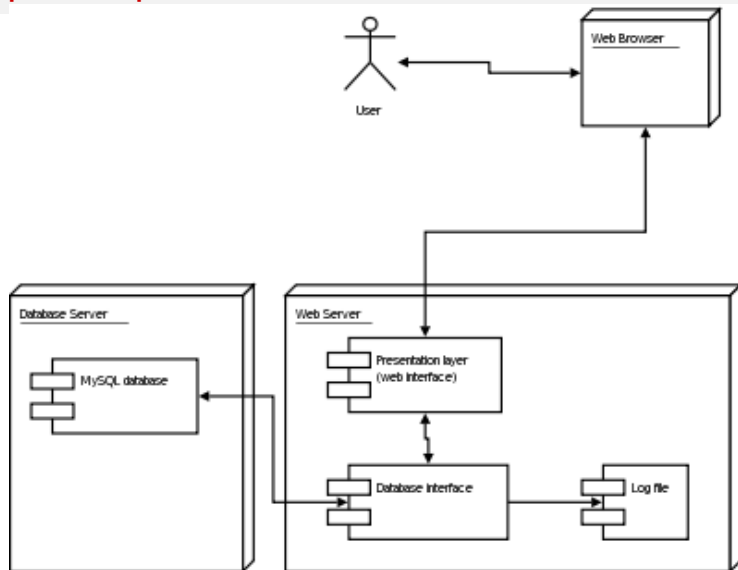 Web Browser
User
Database Server
Web Server
MySQL database
Presentation layer
(web interface)
Database Interface
Log file